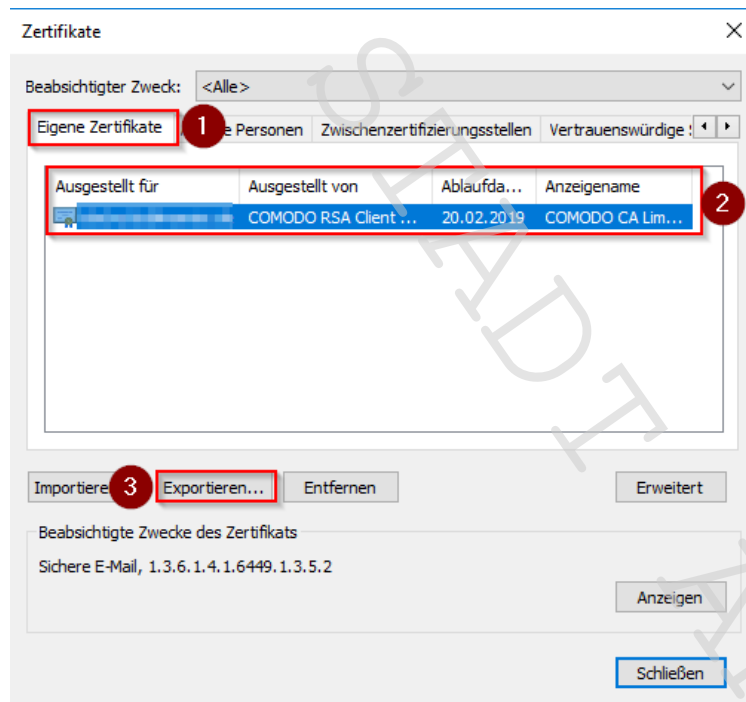 Zertifikate
Beabsichtigter Zweck: <Alle>
Eigene Zertifikate 1 Personen Zwischenzertifizierungsstellen Vertrauenswürdige
Ausgestellt für Ausgestellt von Ablaufda... Anzeigename
COMODO RSA Client ... 20.02.2019 COMODO CA Lim...
2
Importiere 3 Exportieren... Entfernen Erweitert
Beabsichtigte Zwecke des Zertifikats
Sichere E-Mail, 1.3.6.1.4.1.6449.1.3.5.2
Anzeigen
Schließen
STADT